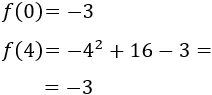 f(0) = −3
f(4) = −4² + 16 − 3 =
= −3